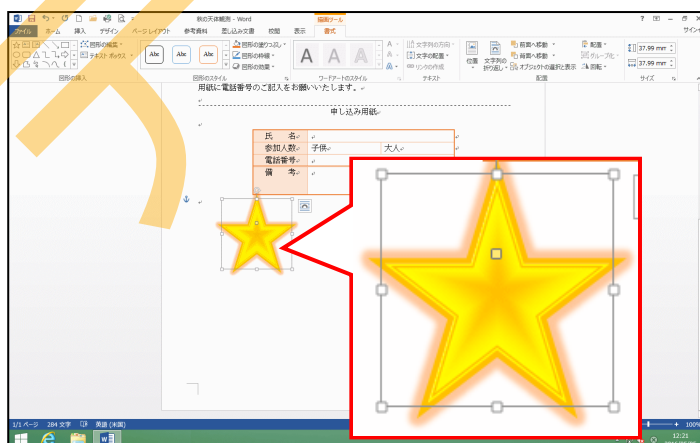 秋の天体観測 - Word
描画ツール
ファイル ホーム 挿入 デザイン ページ レイアウト 参考資料 差し込み文書 校閲 表示 書式 サイン
図形の編集
テキスト ボックス
図形の挿入
Abc Abc Abc
図形の塗りつぶし
図形の枠線
図形の効果
図形のスタイル
A A A
ワードアートのスタイル
文字列の方向
文字の配置
リンクの作成
テキスト
位置
文字列の折り返し
前面へ移動
背面へ移動
オブジェクトの選択と表示
配置
グループ化
回転
配置
37.99 mm
37.99 mm
サイズ
用紙に電話番号のご記入をお願いいたします。
申し込み用紙
氏 名
参加人数 子供 大人
電話番号
備 考
1/1 ページ 284 文字 英語 (米国)
12:21